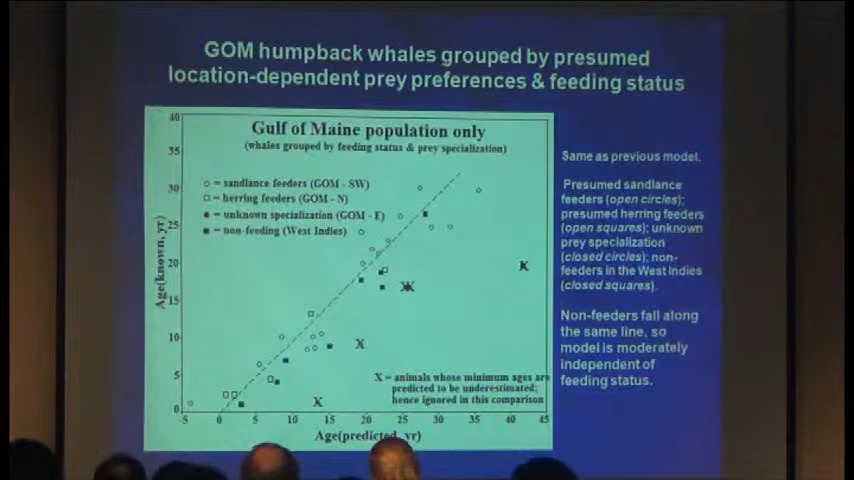 GOM humpback whales grouped by presumed
location-dependent prey preferences & feeding status
Gulf of Maine population only
(whales grouped by feeding status & prey specialization)
= sandlance feeders (GOM - SW)
= herring feeders (GOM - N)
= unknown specialization (GOM - E)
= non-feeding (West Indies)
X = animals whose minimum ages are
predicted to be underestimated;
hence ignored in this comparison
Age(known, yr)
40
35
30
25
20
15
10
5
0
-5 0 5 10 15 20 25 30 35 40 45
Age(predicted, yr)
Same as previous model.
Presumed sandlance
feeders (open circles);
presumed herring feeders
(open squares); unknown
prey specialization
(closed circles); non-
feeders in the West Indies
(closed squares).
Non-feeders fall along
the same line, so
model is moderately
independent of
feeding status.